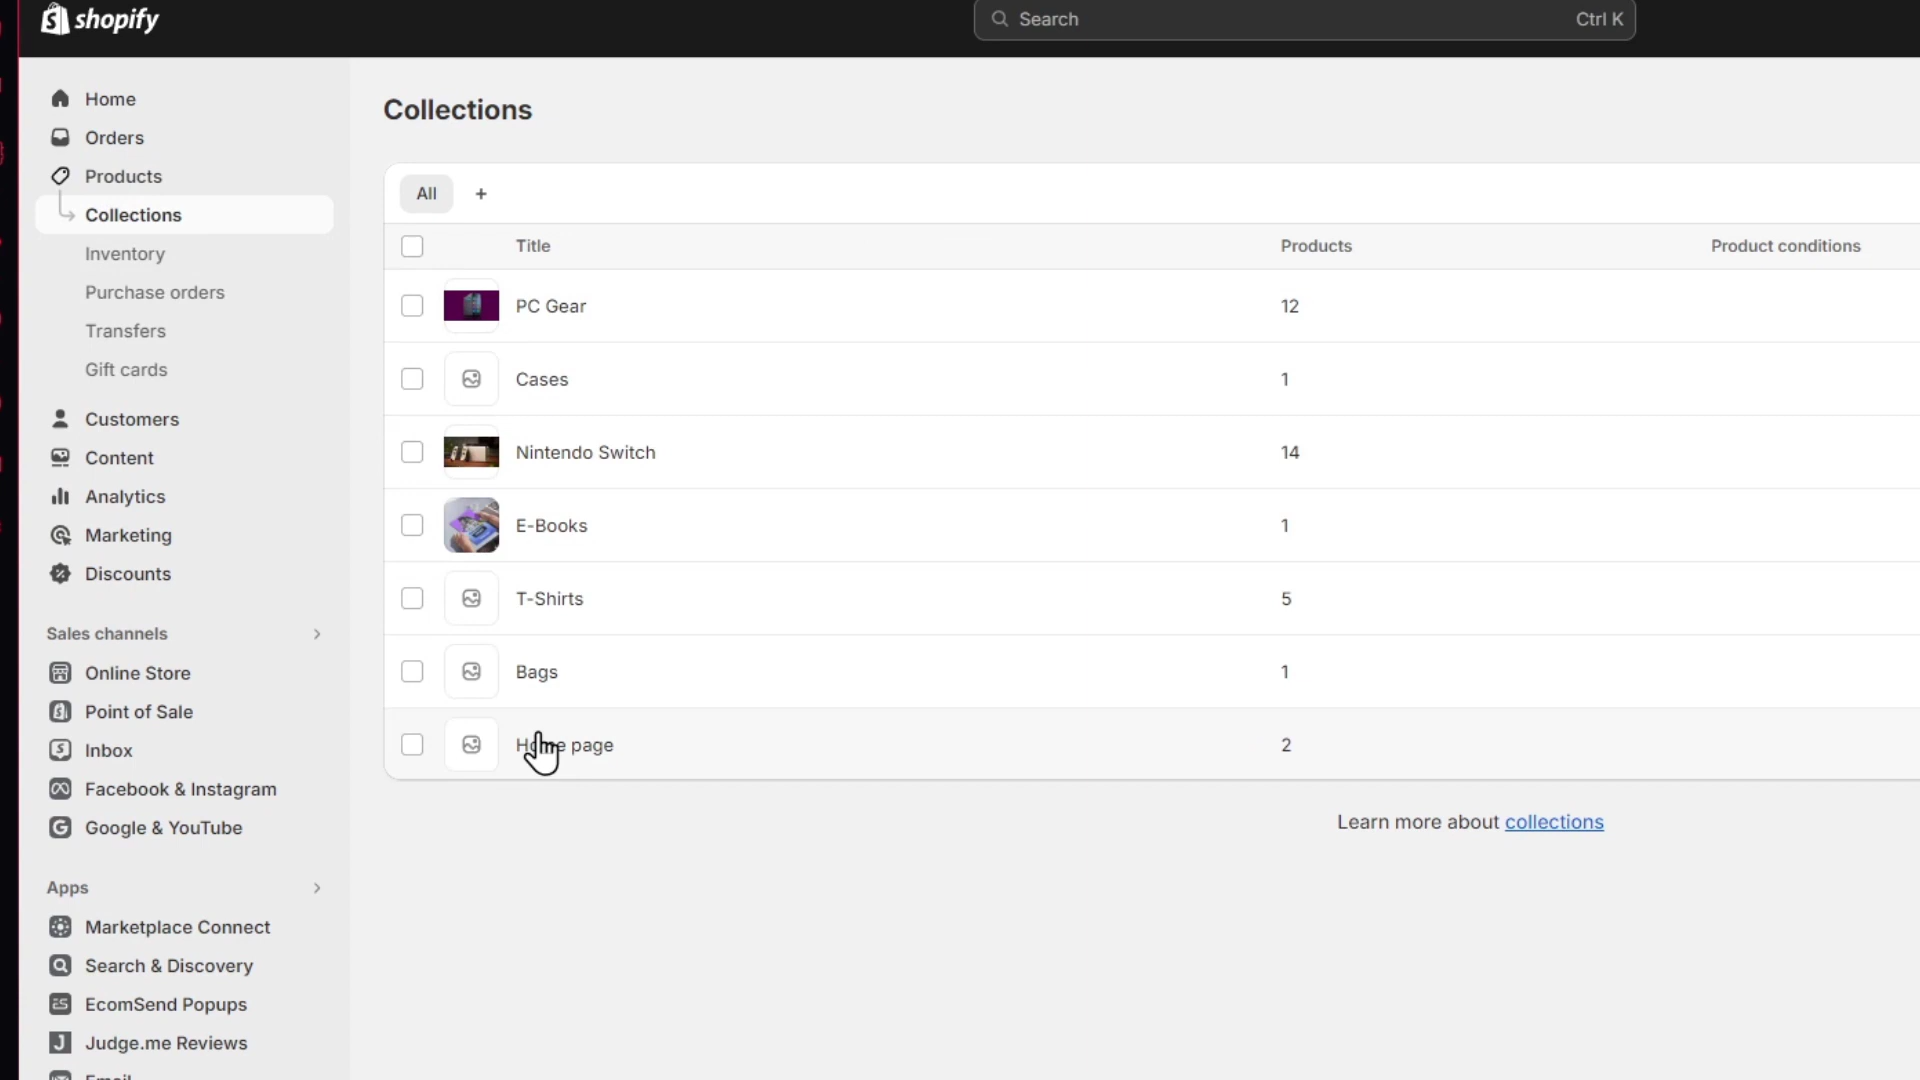 shopify
Search Ctrl K
Home
Orders
Products
Collections
Inventory
Purchase orders
Transfers
Gift cards
Customers
Content
Analytics
Marketing
Discounts
Sales channels
Online Store
Point of Sale
Inbox
Facebook & Instagram
Google & YouTube
Apps
Marketplace Connect
Search & Discovery
EcomSend Popups
Judge.me Reviews
Email
Collections
All +
Title Products Product conditions
PC Gear 12
Cases 1
Nintendo Switch 14
E-Books 1
T-Shirts 5
Bags 1
Home page 2
Learn more about collections